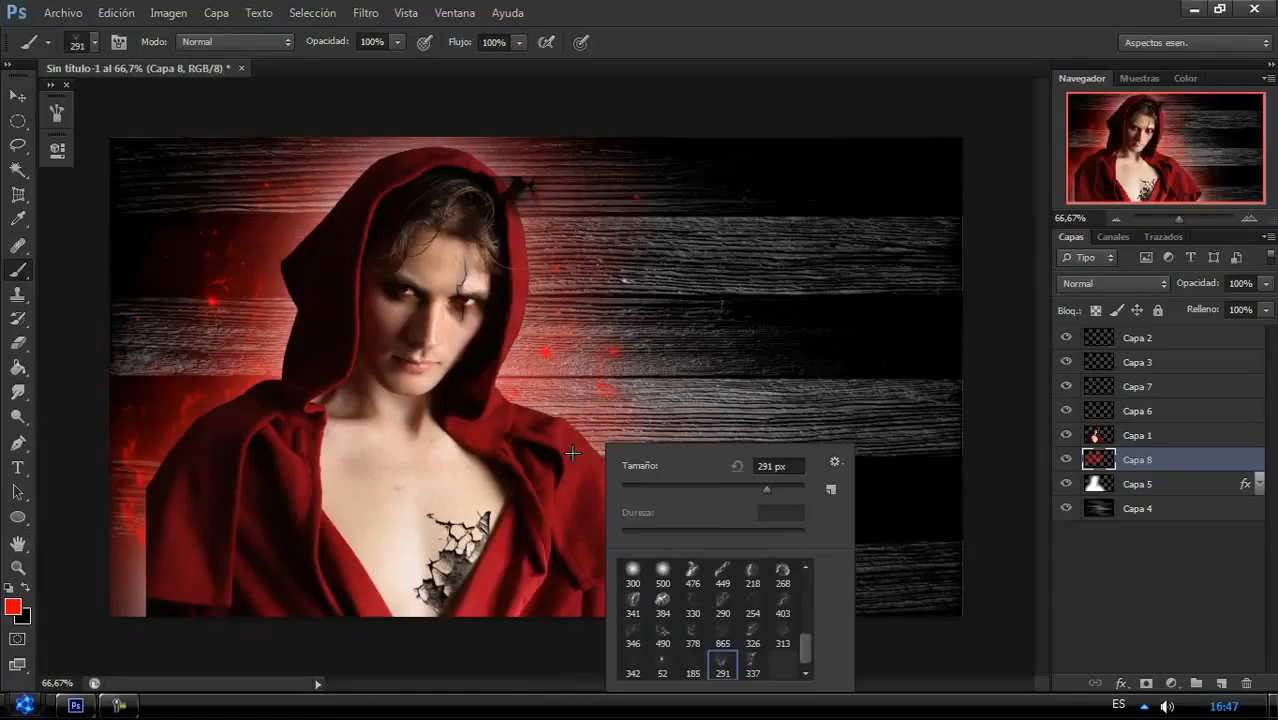 Ps Archivo Edición Imagen Capa Texto Selección Filtro Vista Ventana Ayuda
291 Modo: Normal Opacidad: 100% Flujo: 100% Aspectos esen.
Sin título-1 al 66,7% (Capa 8, RGB/8) * ×
Navegador Muestras Color
66,67%
Capas Canales Trazados
Tipo
Normal Opacidad: 100%
Bloq.: Relleno: 100%
Capa 2
Capa 3
Capa 7
Capa 6
Capa 1
Capa 8
Capa 5 fx
Capa 4
Tamaño: 291 px
Dureza:
300 500 476 449 218 268
341 384 330 290 254 403
346 490 378 865 326 313
342 52 185 291 337
66,67%
fx
Ps ES 16:47